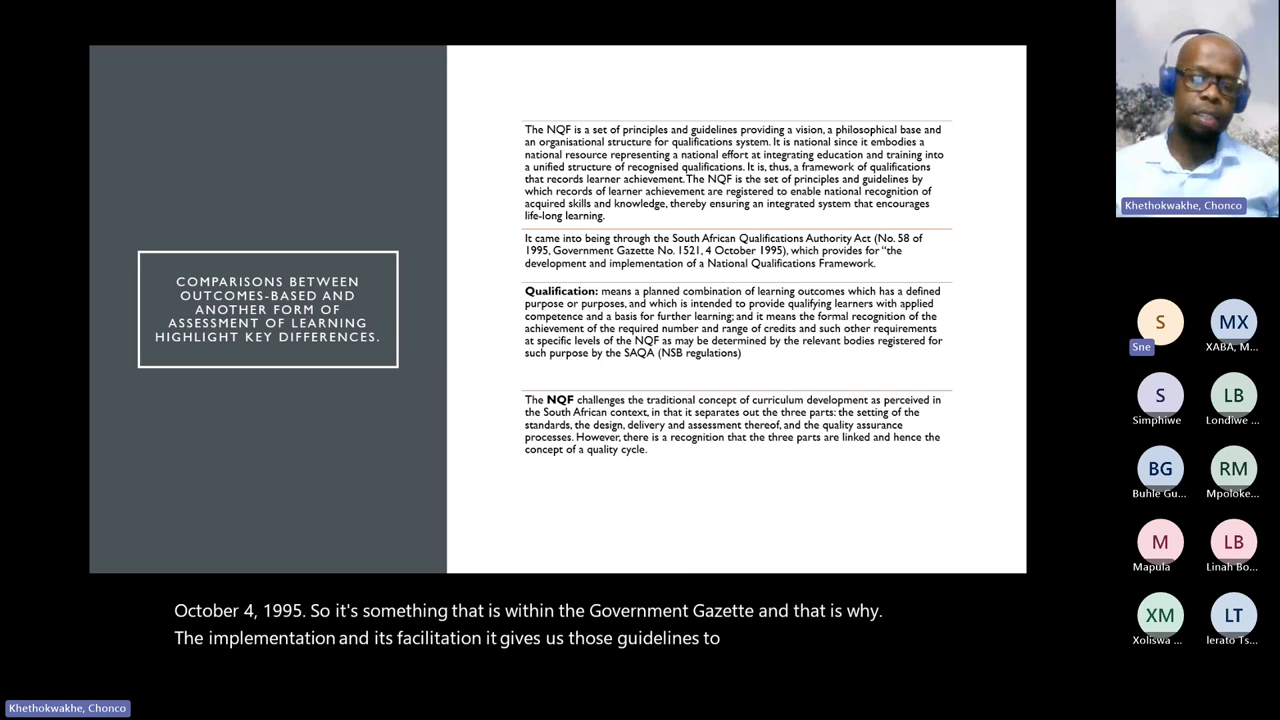 COMPARISONS BETWEEN
OUTCOMES-BASED AND
ANOTHER FORM OF
ASSESSMENT OF LEARNING
HIGHLIGHT KEY DIFFERENCES.
The NQF is a set of principles and guidelines providing a vision, a philosophical base and
an organisational structure for qualifications system. It is national since it embodies a
national resource representing a national effort at integrating education and training into
a unified structure of recognised qualifications. It is, thus, a framework of qualifications
that records learner achievement. The NQF is the set of principles and guidelines by
which records of learner achievement are registered to enable national recognition of
acquired skills and knowledge, thereby ensuring an integrated system that encourages
life-long learning.
It came into being through the South African Qualifications Authority Act (No. 58 of
1995, Government Gazette No. 1521, 4 October 1995), which provides for “the
development and implementation of a National Qualifications Framework.
Qualification: means a planned combination of learning outcomes which has a defined
purpose or purposes, and which is intended to provide qualifying learners with applied
competence and a basis for further learning; and it means the formal recognition of the
achievement of the required number and range of credits and such other requirements
at specific levels of the NQF as may be determined by the relevant bodies registered for
such purpose by the SAQA (NSB regulations)
The NQF challenges the traditional concept of curriculum development as perceived in
the South African context, in that it separates out the three parts: the setting of the
standards, the design, delivery and assessment thereof, and the quality assurance
processes. However, there is a recognition that the three parts are linked and hence the
concept of a quality cycle.
October 4, 1995. So it's something that is within the Government Gazette and that is why.
The implementation and its facilitation it gives us those guidelines to
Khethokwakhe, Chonco
Khethokwakhe, Chonco
S
Sne
MX
XABA, M...
S
Simphiwe
LB
Londiwe ...
BG
Buhle Gu...
RM
Mpoloke...
M
Mapula
LB
Linah Bo...
XM
Xoliswa ...
LT
lerato Ts...